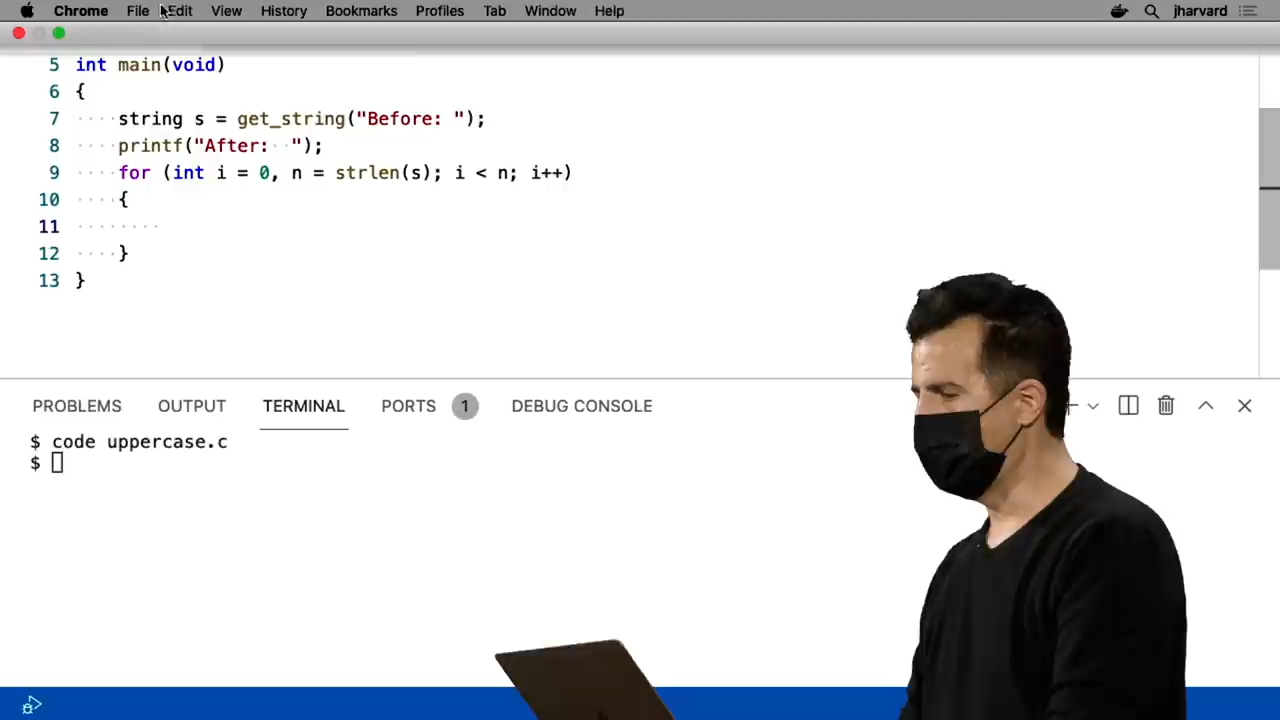 Chrome File Edit View History Bookmarks Profiles Tab Window Help jharvard
5 int main(void)
6 {
7 string s = get_string("Before: ");
8 printf("After:  ");
9 for (int i = 0, n = strlen(s); i < n; i++)
10 {
11
12 }
13 }
PROBLEMS OUTPUT TERMINAL PORTS 1 DEBUG CONSOLE
$ code uppercase.c
$